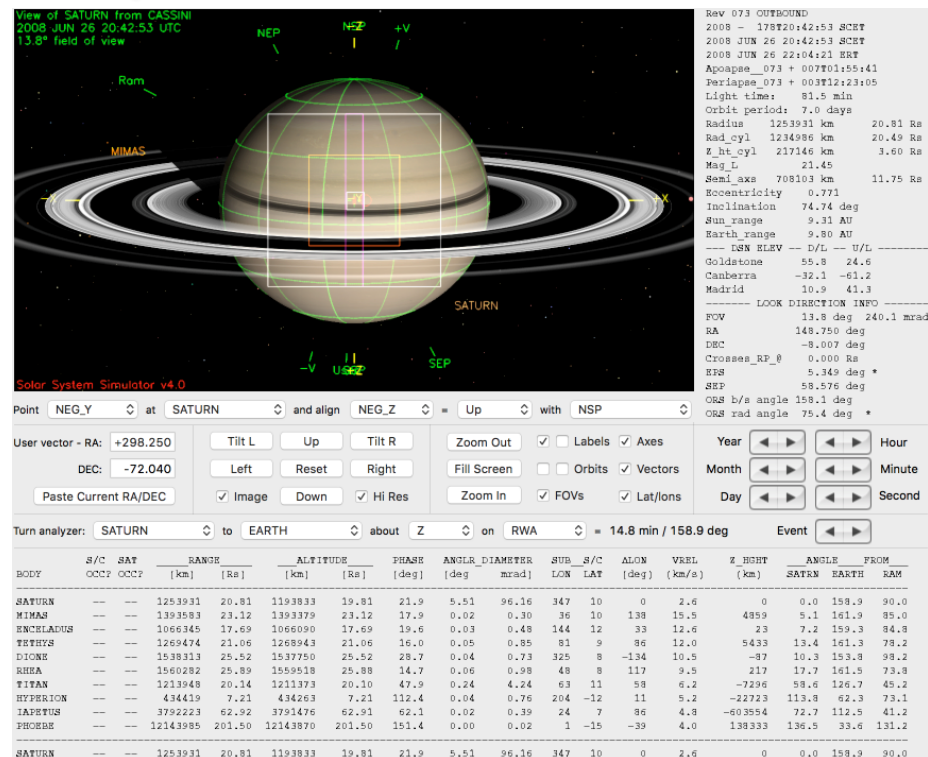 View of SATURN from CASSINI
2008 JUN 26 20:42:53 UTC
13.8° field of view
NEP
NSP
+Z
+V
Ram
MIMAS
-X
+X
SATURN
-V
+Z
SEP
Solar System Simulator v4.0
Rev 073 OUTBOUND
2008 - 178T20:42:53 SCET
2008 JUN 26 20:42:53 SCET
2008 JUN 26 22:04:21 ERT
Apoapse__073 + 007T01:55:41
Periapse_073 + 003T12:23:05
Light time: 81.5 min
Orbit period: 7.0 days
Radius 1253931 km 20.81 Rs
Rad_cyl 1234986 km 20.49 Rs
Z_ht_cyl 217146 km 3.60 Rs
Mag_L 21.45
Semi_axs 708103 km 11.75 Rs
Eccentricity 0.771
Inclination 74.74 deg
Sun_range 9.31 AU
Earth_range 9.80 AU
--- DSN ELEV -- D/L -- U/L -------
Goldstone 55.8 24.6
Canberra -32.1 -61.2
Madrid 10.9 41.3
------- LOOK DIRECTION INFO -------
FOV 13.8 deg 240.1 mrad
RA 148.750 deg
DEC -8.007 deg
Crosses_RP_@ 0.000 Rs
EPS 5.349 deg *
SEP 58.576 deg
ORS b/s angle 158.1 deg
ORS rad angle 75.4 deg *
Point NEG_Y at SATURN and align NEG_Z = Up with NSP
User vector - RA: +298.250 Tilt L Up Tilt R Zoom Out Labels Axes Year Hour
DEC: -72.040 Left Reset Right Fill Screen Orbits Vectors Month Minute
Paste Current RA/DEC Image Down Hi Res Zoom In FOVs Lat/lons Day Second
Turn analyzer: SATURN to EARTH about Z on RWA = 14.8 min / 158.9 deg Event
S/C SAT RANGE ALTITUDE PHASE ANGLR_DIAMETER SUB_S/C ΔLON VREL Z_HGHT ANGLE FROM
BODY OCC? OCC? [km] [Rs] [km] [Rs] [deg] [deg mrad] LON LAT [deg] (km/s) (km) SATRN EARTH RAM
SATURN -- -- 1253931 20.81 1193833 19.81 21.9 5.51 96.16 347 10 0 2.6 0 0.0 158.9 90.0
MIMAS -- -- 1393583 23.12 1393379 23.12 17.9 0.02 0.30 36 10 138 15.5 4859 5.1 161.9 85.0
ENCELADUS -- -- 1066345 17.69 1066090 17.69 19.6 0.03 0.48 144 12 33 12.6 23 7.2 159.3 84.8
TETHYS -- -- 1269474 21.06 1268943 21.06 16.0 0.05 0.85 81 9 86 12.0 5433 13.4 161.3 78.2
DIONE -- -- 1538313 25.52 1537750 25.52 28.7 0.04 0.73 325 8 -134 10.5 -87 10.3 153.8 98.2
RHEA -- -- 1560282 25.89 1559518 25.88 14.7 0.06 0.98 48 8 117 9.5 217 17.7 161.5 73.8
TITAN -- -- 1213948 20.14 1211373 20.10 47.9 0.24 4.24 63 11 58 6.2 -7296 58.6 126.7 45.2
HYPERION -- -- 434419 7.21 434263 7.21 112.4 0.04 0.76 204 -12 11 5.2 -22723 113.8 62.3 73.1
IAPETUS -- -- 3792223 62.92 3791476 62.91 62.1 0.02 0.39 24 7 86 4.8 -603554 72.7 112.5 41.2
PHOEBE -- -- 12143985 201.50 12143870 201.50 151.4 0.00 0.02 1 -15 -39 4.0 138333 136.5 33.6 131.2
SATURN -- -- 1253931 20.81 1193833 19.81 21.9 5.51 96.16 347 10 0 2.6 0 0.0 158.9 90.0